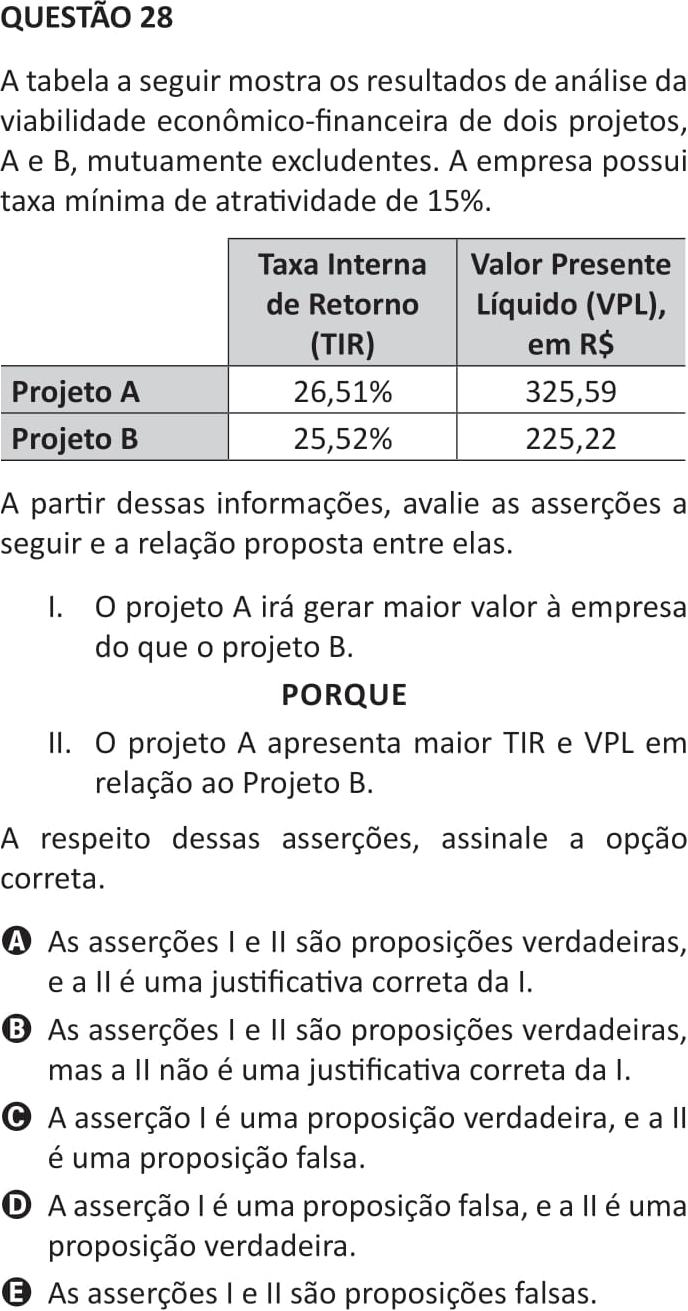 QUESTÃO 28
A tabela a seguir mostra os resultados de análise da
viabilidade econômico-financeira de dois projetos,
A e B, mutuamente excludentes. A empresa possui
taxa mínima de atratividade de 15%.
Taxa Interna
de Retorno
(TIR)
Valor Presente
Líquido (VPL),
em R$
Projeto A 26,51% 325,59
Projeto B 25,52% 225,22
A partir dessas informações, avalie as asserções a
seguir e a relação proposta entre elas.
I. O projeto A irá gerar maior valor à empresa
do que o projeto B.
PORQUE
II. O projeto A apresenta maior TIR e VPL em
relação ao Projeto B.
A respeito dessas asserções, assinale a opção
correta.
A As asserções I e II são proposições verdadeiras,
e a II é uma justificativa correta da I.
B As asserções I e II são proposições verdadeiras,
mas a II não é uma justificativa correta da I.
C A asserção I é uma proposição verdadeira, e a II
é uma proposição falsa.
D A asserção I é uma proposição falsa, e a II é uma
proposição verdadeira.
E As asserções I e II são proposições falsas.